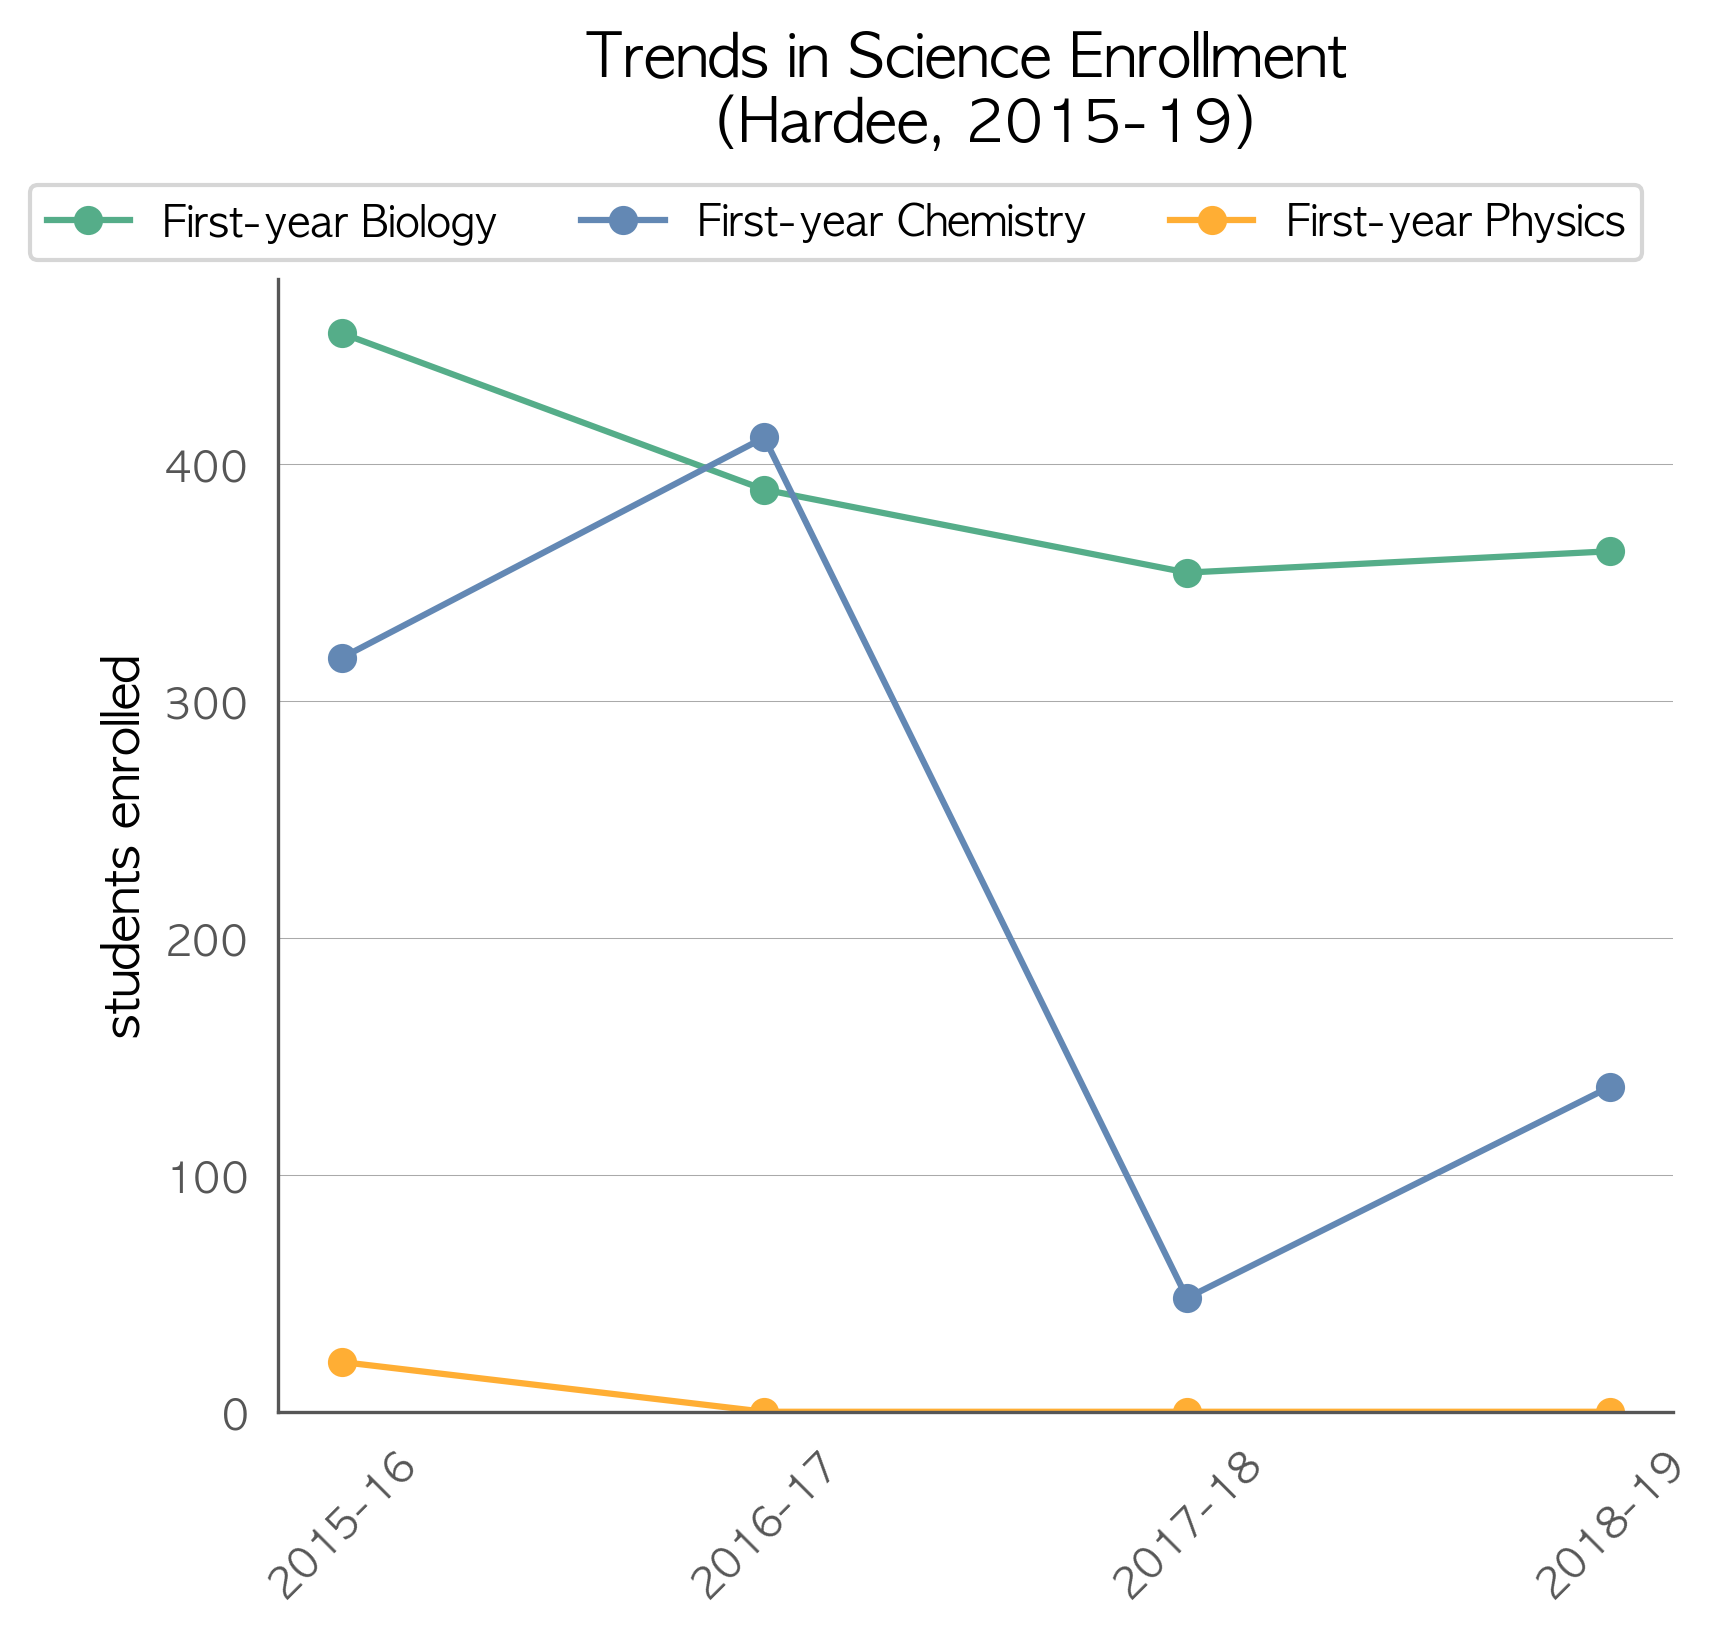 Trends in Science Enrollment
(Hardee, 2015-19)
First-year Biology
First-year Chemistry
First-year Physics
students enrolled
400
300
200
100
0
2015-16
2016-17
2017-18
2018-19